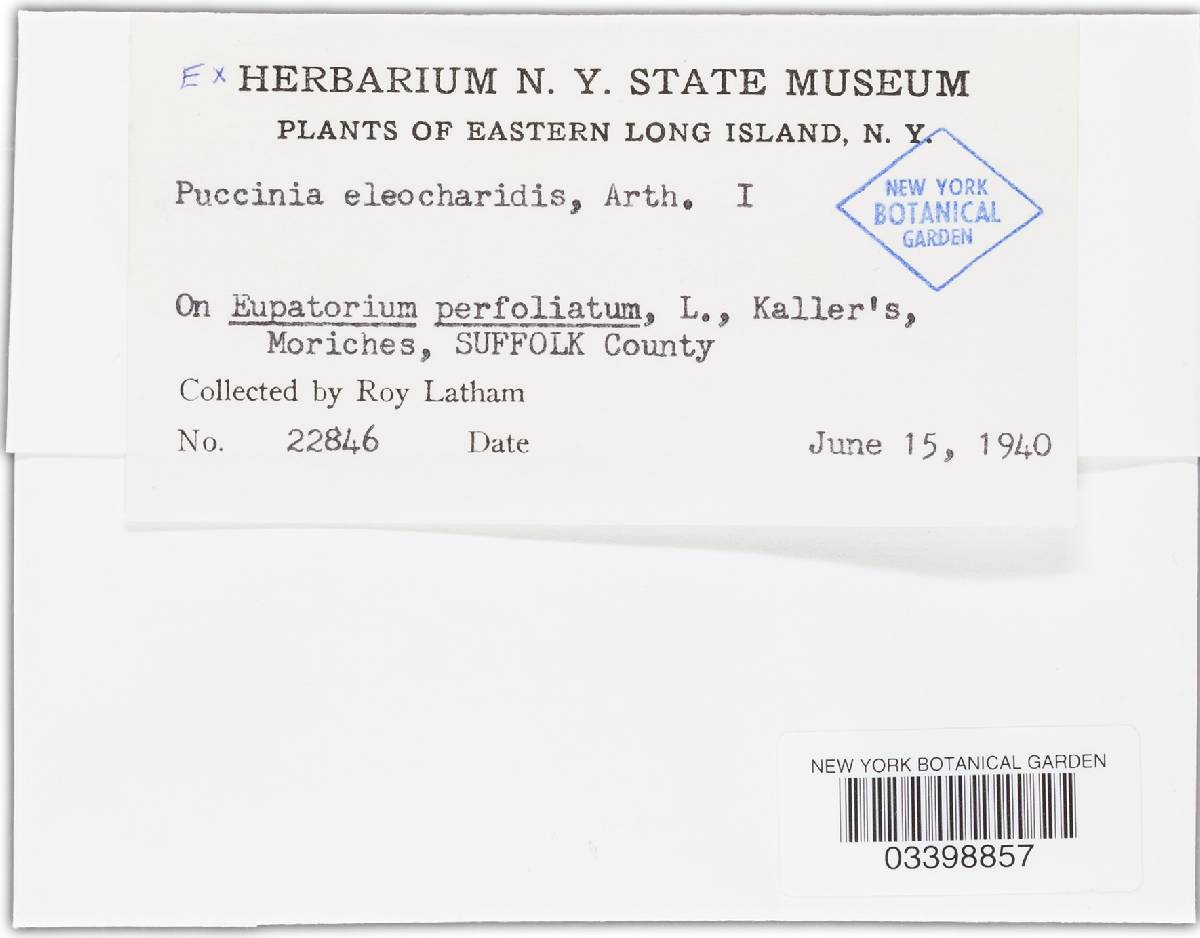 Ex HERBARIUM N. Y. STATE MUSEUM
PLANTS OF EASTERN LONG ISLAND, N. Y.
Puccinia eleocharidis, Arth. I
NEW YORK
BOTANICAL
GARDEN
On Eupatorium perfoliatum, L., Kaller's,
Moriches, SUFFOLK County
Collected by Roy Latham
No. 22846 Date June 15, 1940
NEW YORK BOTANICAL GARDEN
03398857